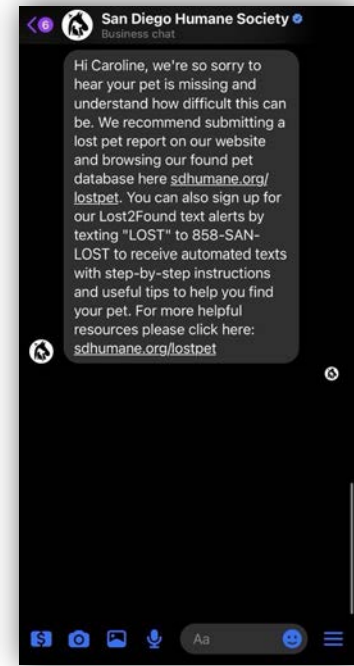 6
San Diego Humane Society
Business chat
Hi Caroline, we're so sorry to
hear your pet is missing and
understand how difficult this can
be. We recommend submitting a
lost pet report on our website
and browsing our found pet
database here sdhumane.org/
lostpet. You can also sign up for
our Lost2Found text alerts by
texting "LOST" to 858-SAN-
LOST to receive automated texts
with step-by-step instructions
and useful tips to help you find
your pet. For more helpful
resources please click here:
sdhumane.org/lostpet
$
Aa